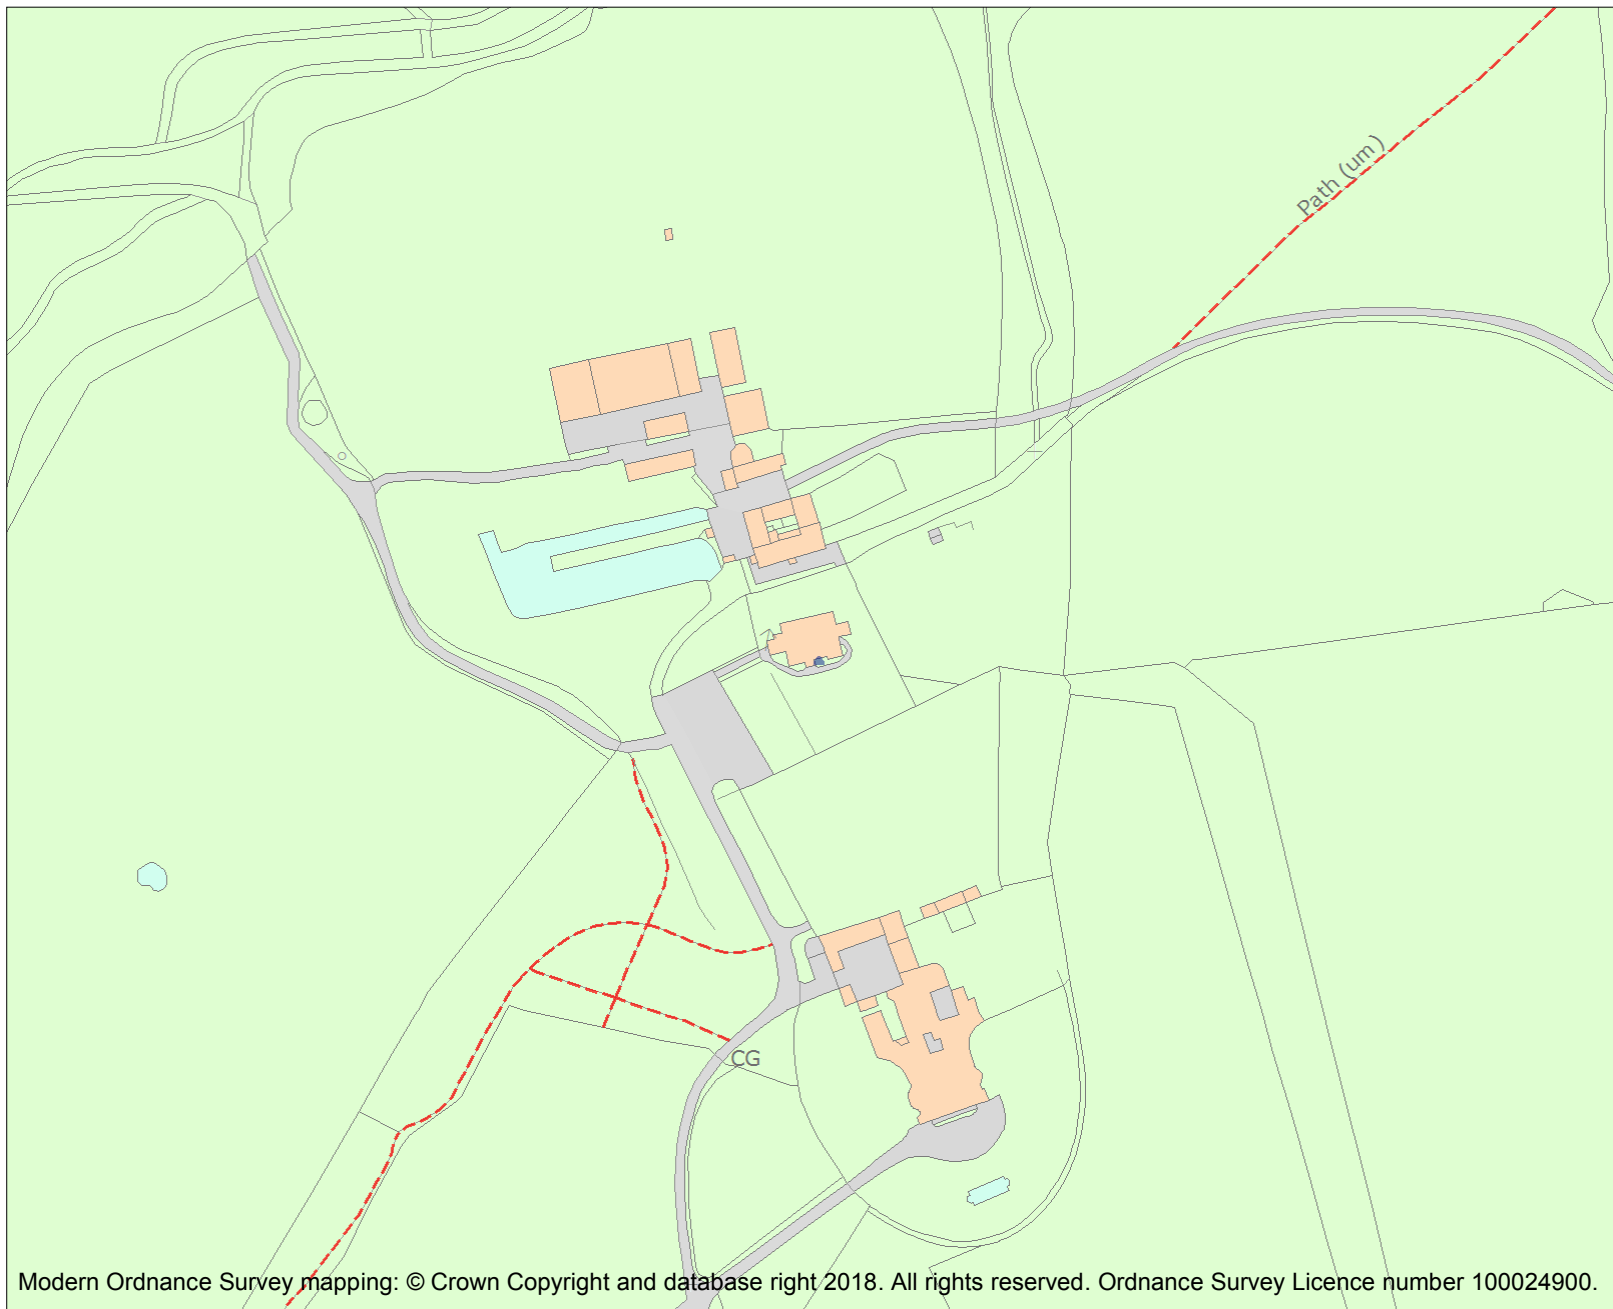 Path (um)
CG
Modern Ordnance Survey mapping: © Crown Copyright and database right 2018. All rights reserved. Ordnance Survey Licence number 100024900.